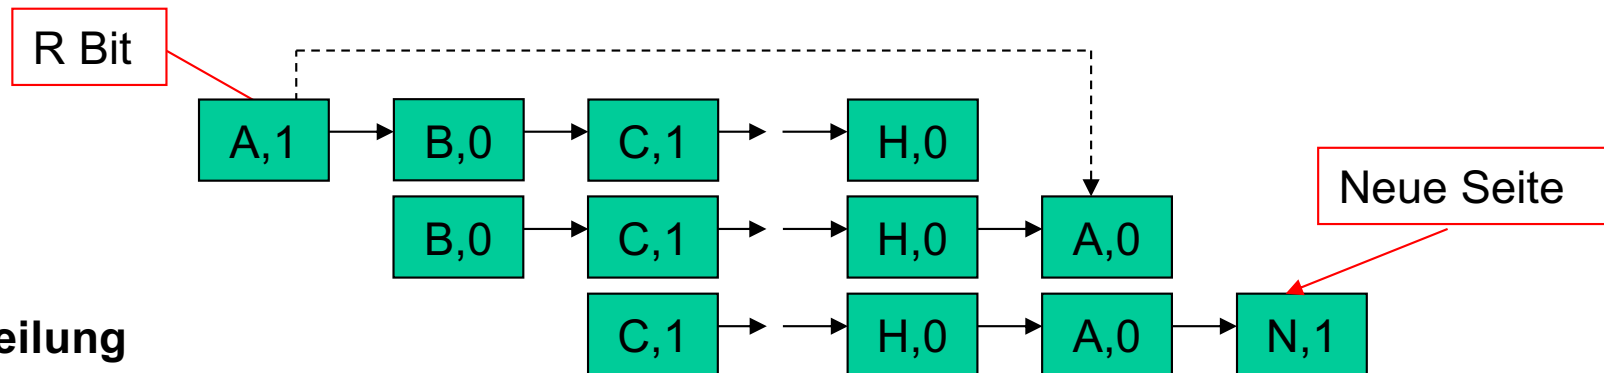 R Bit
A,1 B,0 C,1 H,0
Neue Seite
B,0 C,1 H,0 A,0
eilung
C,1 H,0 A,0 N,1